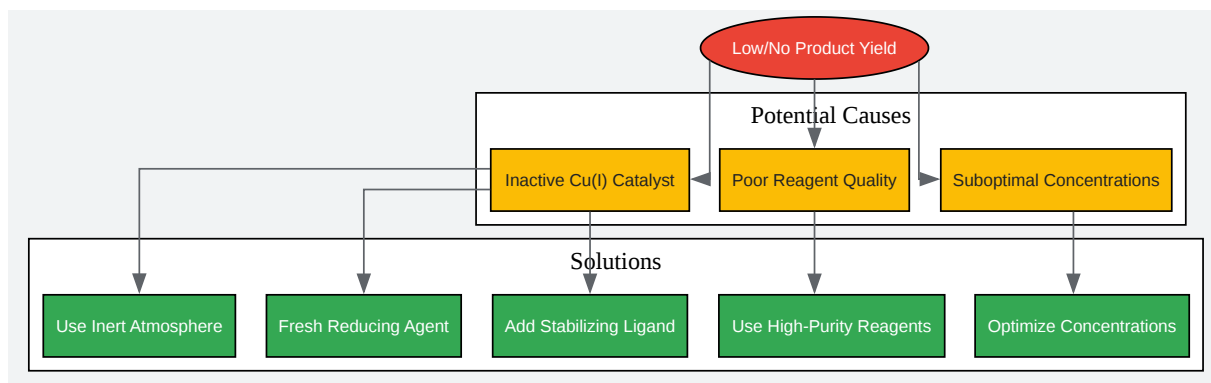 Low/No Product Yield
Potential Causes
Inactive Cu(I) Catalyst
Poor Reagent Quality
Suboptimal Concentrations
Solutions
Use Inert Atmosphere
Fresh Reducing Agent
Add Stabilizing Ligand
Use High-Purity Reagents
Optimize Concentrations